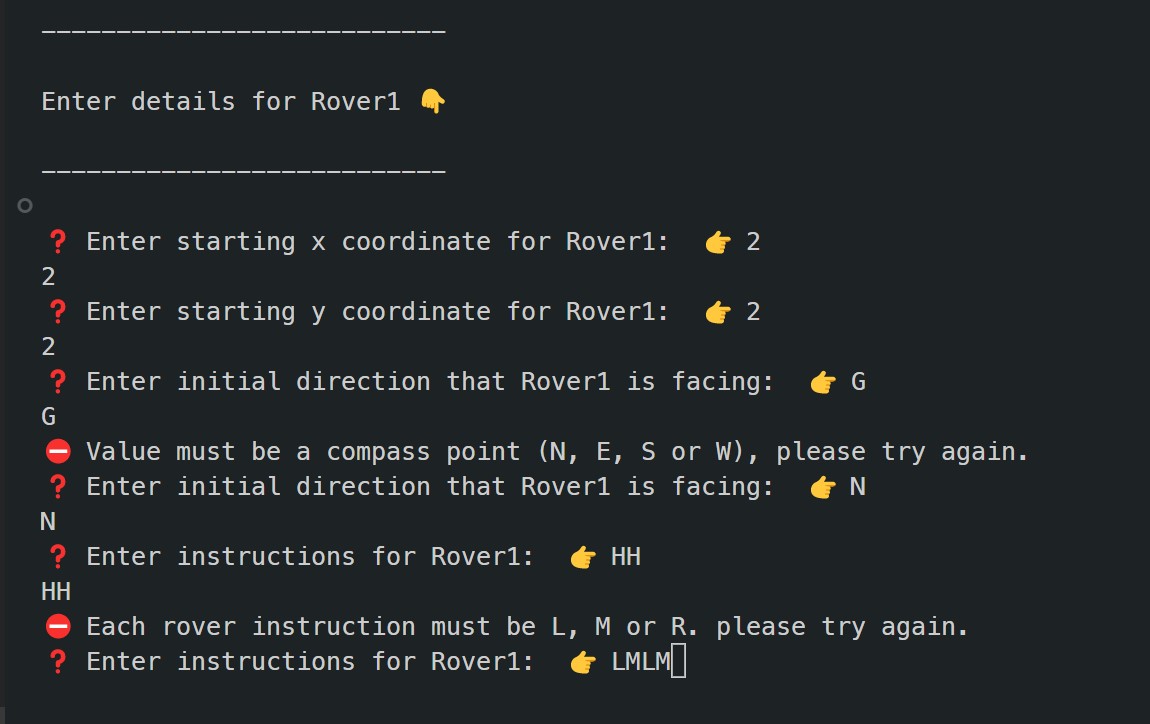 ---------------------------
Enter details for Rover1 👇
---------------------------
❓ Enter starting x coordinate for Rover1:  👉 2
2
❓ Enter starting y coordinate for Rover1:  👉 2
2
❓ Enter initial direction that Rover1 is facing:  👉 G
G
⛔ Value must be a compass point (N, E, S or W), please try again.
❓ Enter initial direction that Rover1 is facing:  👉 N
N
❓ Enter instructions for Rover1:  👉 HH
HH
⛔ Each rover instruction must be L, M or R. please try again.
❓ Enter instructions for Rover1:  👉 LMLM